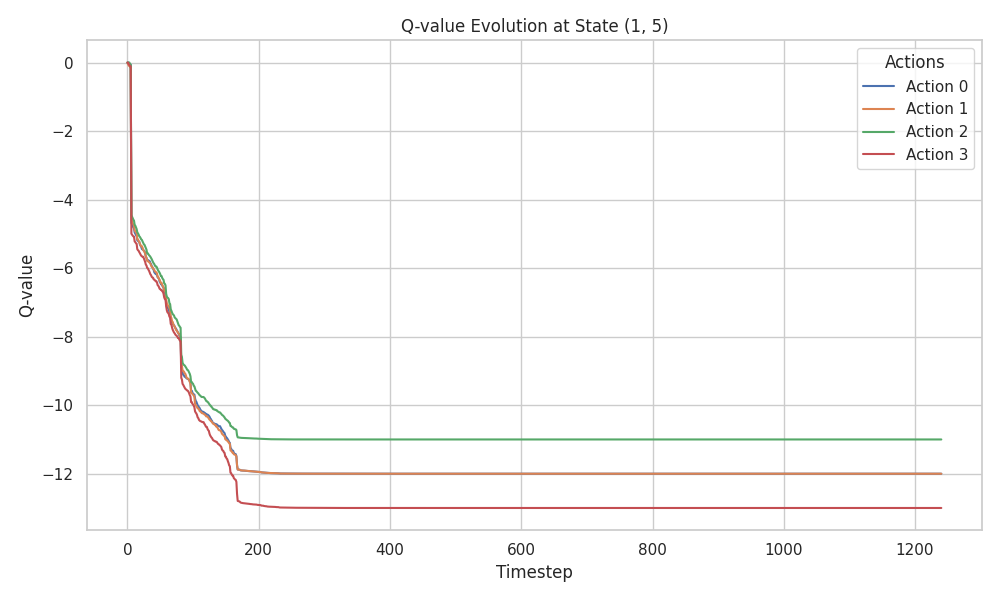 Q-value Evolution at State (1, 5)
Actions
Action 0
Action 1
Action 2
Action 3
Q-value
0
−2
−4
−6
−8
−10
−12
0 200 400 600 800 1000 1200
Timestep